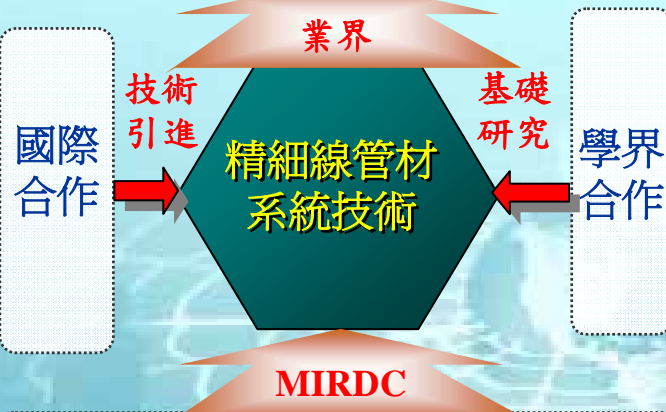 業界
技術
引進
基礎
研究
國際
合作
精細線管材
系統技術
學界
合作
MIRDC